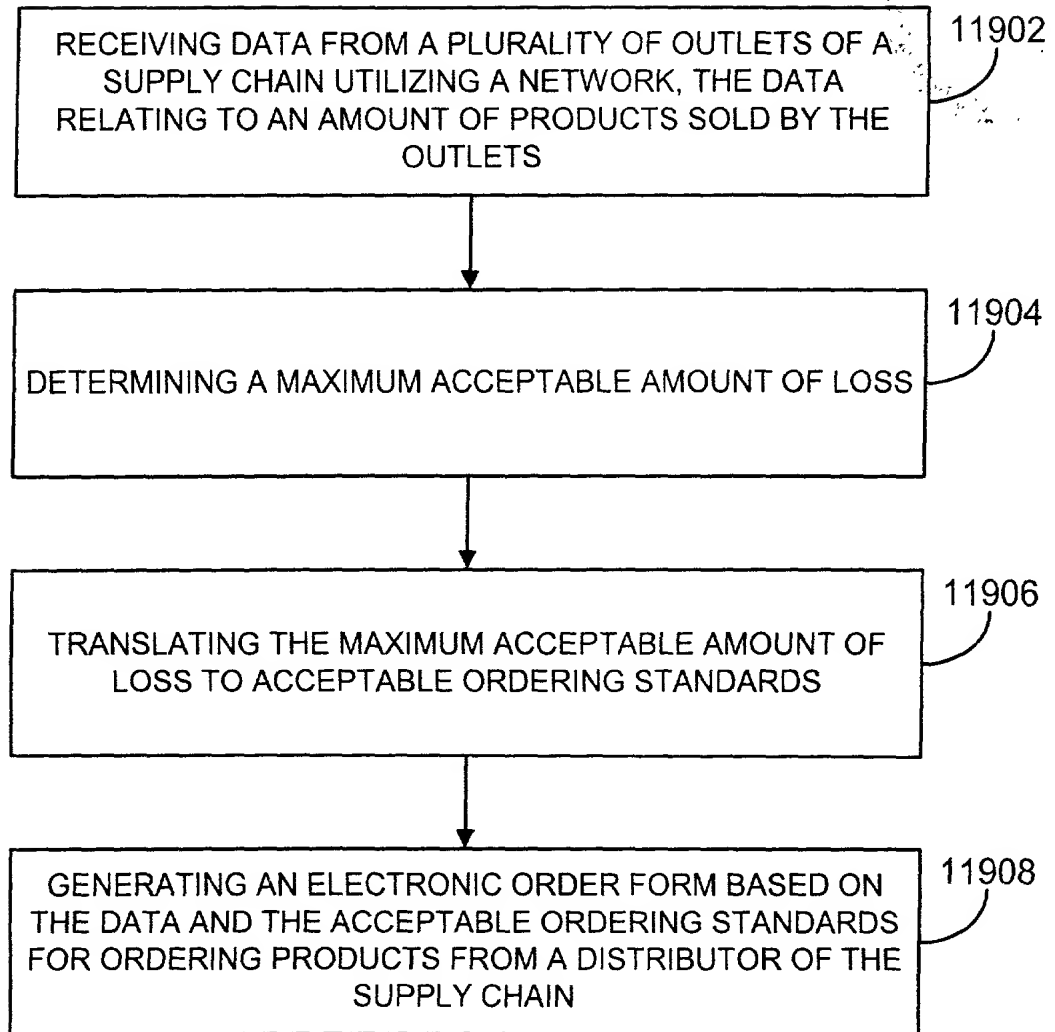 RECEIVING DATA FROM A PLURALITY OF OUTLETS OF A
SUPPLY CHAIN UTILIZING A NETWORK, THE DATA
RELATING TO AN AMOUNT OF PRODUCTS SOLD BY THE
OUTLETS
11902
DETERMINING A MAXIMUM ACCEPTABLE AMOUNT OF LOSS
11904
TRANSLATING THE MAXIMUM ACCEPTABLE AMOUNT OF
LOSS TO ACCEPTABLE ORDERING STANDARDS
11906
GENERATING AN ELECTRONIC ORDER FORM BASED ON
THE DATA AND THE ACCEPTABLE ORDERING STANDARDS
FOR ORDERING PRODUCTS FROM A DISTRIBUTOR OF THE
SUPPLY CHAIN
11908